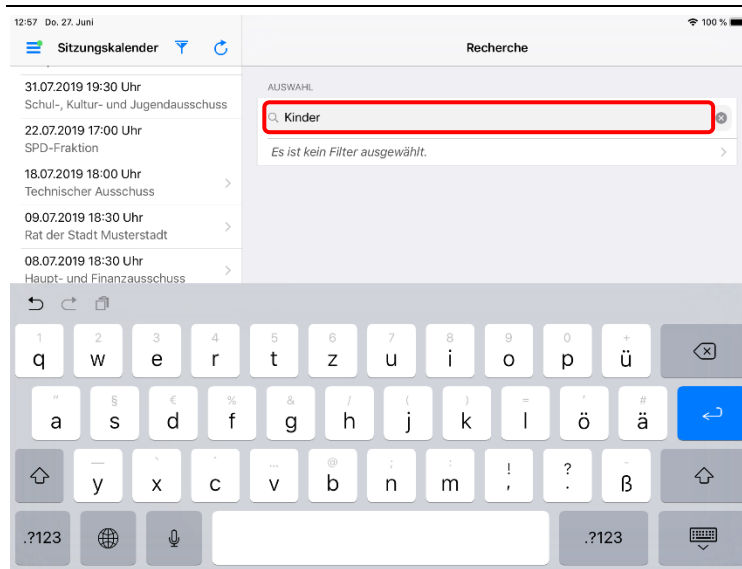 12:57 Do. 27. Juni
100 %
Sitzungskalender
Recherche
31.07.2019 19:30 Uhr
Schul-, Kultur- und Jugendausschuss
22.07.2019 17:00 Uhr
SPD-Fraktion
18.07.2019 18:00 Uhr
Technischer Ausschuss
09.07.2019 18:30 Uhr
Rat der Stadt Musterstadt
08.07.2019 18:30 Uhr
Haupt- und Finanzausschuss
AUSWAHL
Kinder
Es ist kein Filter ausgewählt.
1 2 3 4 5 6 7 8 9 0 +
q w e r t z u i o p ü
" § € % & / ( ) = ' #
a s d f g h j k l ö ä
— ` ' ... @ ; : ! ? -
y x c v b n m , . ß
.?123 .?123